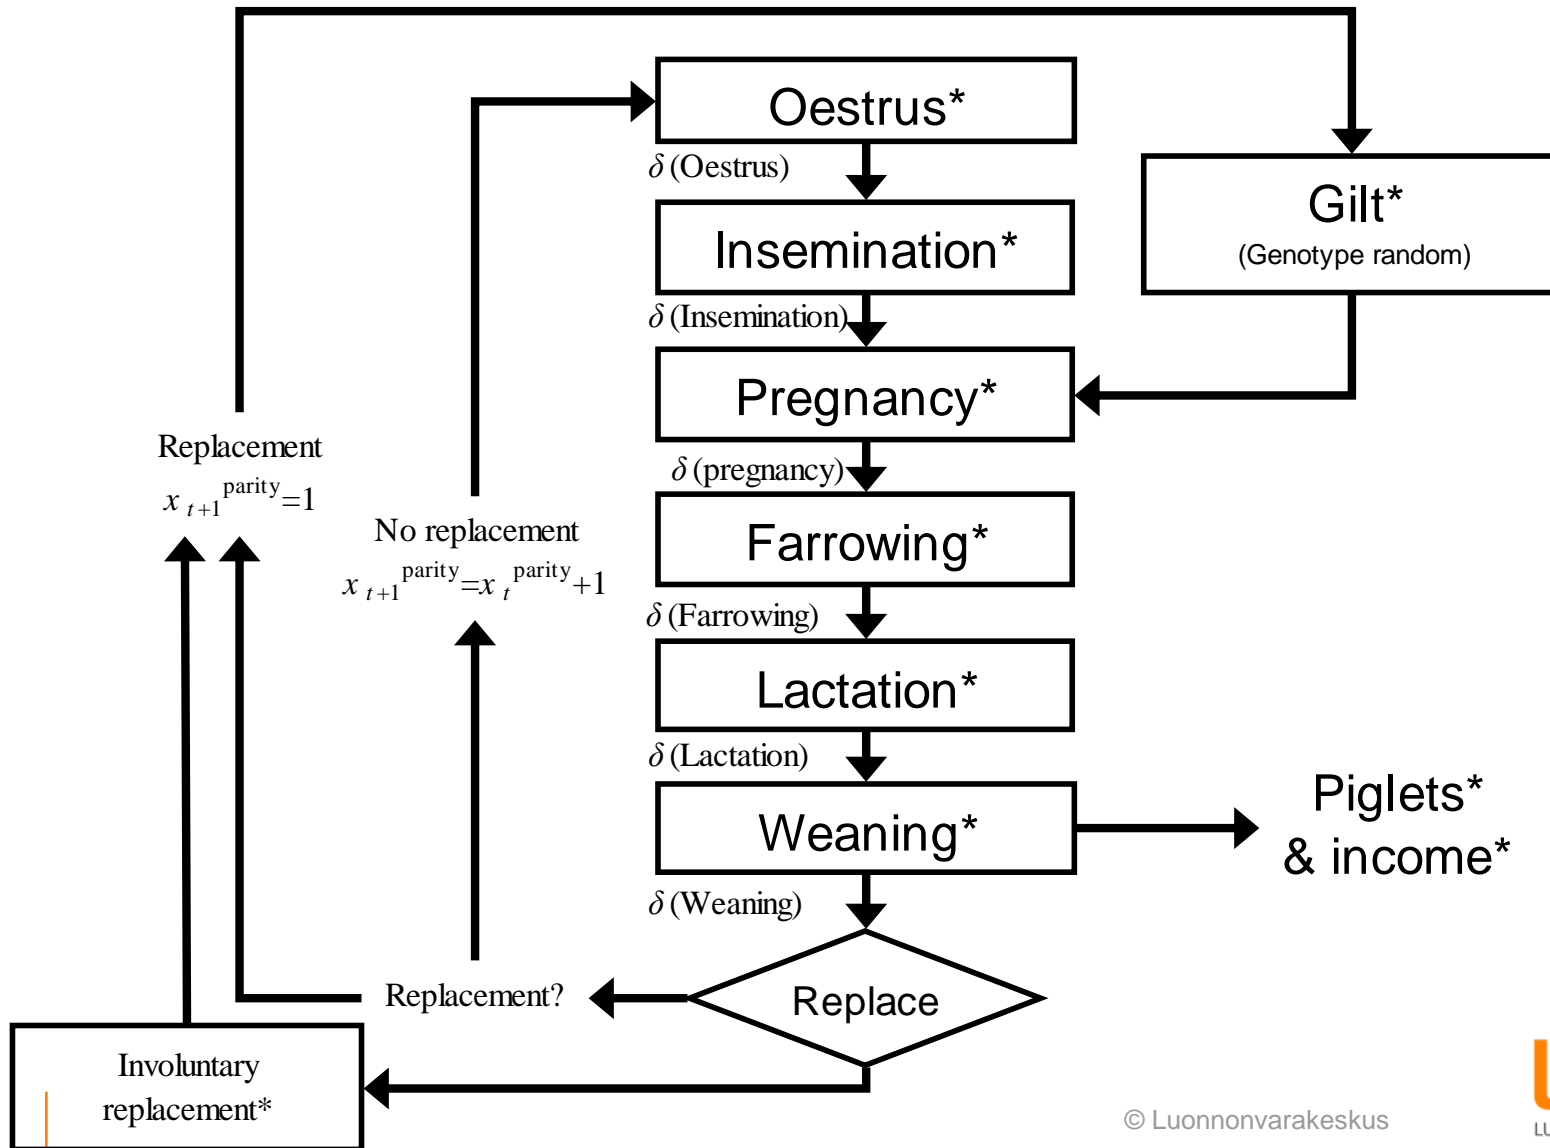 Oestrus*
δ (Oestrus)
Gilt*
(Genotype random)
Insemination*
δ (Insemination)
Pregnancy*
Replacement
x t+1 parity=1
δ (pregnancy)
No replacement
x t+1 parity=x t parity+1
Farrowing*
δ (Farrowing)
Lactation*
δ (Lactation)
Piglets*
& income*
Weaning*
δ (Weaning)
Replacement?
Replace
Involuntary
replacement*
© Luonnonvarakeskus